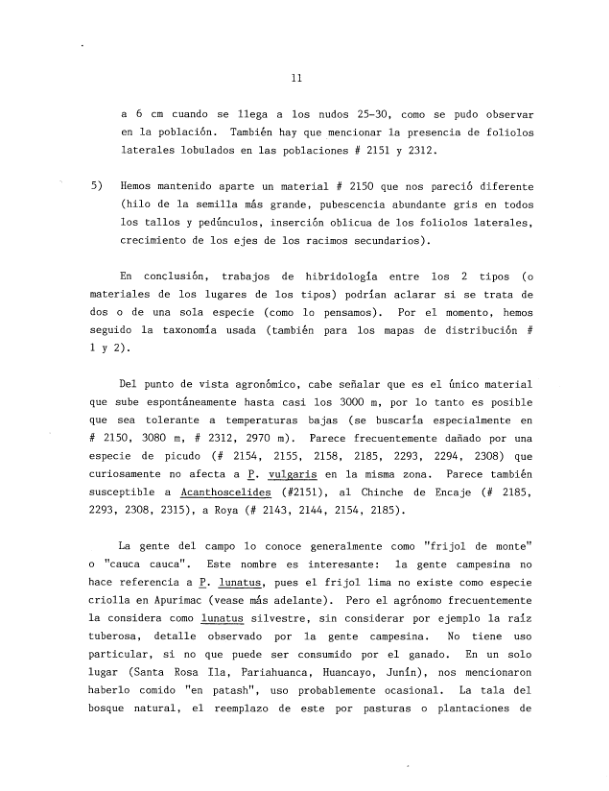 11
a 6 cm cuando se llega a los nudos 25-30, como se pudo observar
en la población. También hay que mencionar la presencia de foliolos
laterales lobulados en las poblaciones # 2151 y 2312.
5) Hemos mantenido aparte un material # 2150 que nos pareció diferente
(hilo de la semilla más grande, pubescencia abundante gris en todos
los tallos y pedúnculos, inserción oblicua de los foliolos laterales,
crecimiento de los ejes de los racimos secundarios).
En conclusión, trabajos de hibridología entre los 2 tipos (o
materiales de los lugares de los tipos) podrían aclarar si se trata de
dos o de una sola especie (como lo pensamos). Por el momento, hemos
seguido la taxonomía usada (también para los mapas de distribución #
1 y 2).
Del punto de vista agronómico, cabe señalar que es el único material
que sube espontáneamente hasta casi los 3000 m, por lo tanto es posible
que sea tolerante a temperaturas bajas (se buscaría especialmente en
# 2150, 3080 m, # 2312, 2970 m). Parece frecuentemente dañado por una
especie de picudo (# 2154, 2155, 2158, 2185, 2293, 2294, 2308) que
curiosamente no afecta a P. vulgaris en la misma zona. Parece también
susceptible a Acanthoscelides (#2151), al Chinche de Encaje (# 2185,
2293, 2308, 2315), a Roya (# 2143, 2144, 2154, 2185).
La gente del campo lo conoce generalmente como "frijol de monte"
o "cauca cauca". Este nombre es interesante: la gente campesina no
hace referencia a P. lunatus, pues el frijol lima no existe como especie
criolla en Apurimac (vease más adelante). Pero el agrónomo frecuentemente
la considera como lunatus silvestre, sin considerar por ejemplo la raíz
tuberosa, detalle observado por la gente campesina. No tiene uso
particular, si no que puede ser consumido por el ganado. En un solo
lugar (Santa Rosa Ila, Pariahuanca, Huancayo, Junín), nos mencionaron
haberlo comido "en patash", uso probablemente ocasional. La tala del
bosque natural, el reemplazo de este por pasturas o plantaciones de